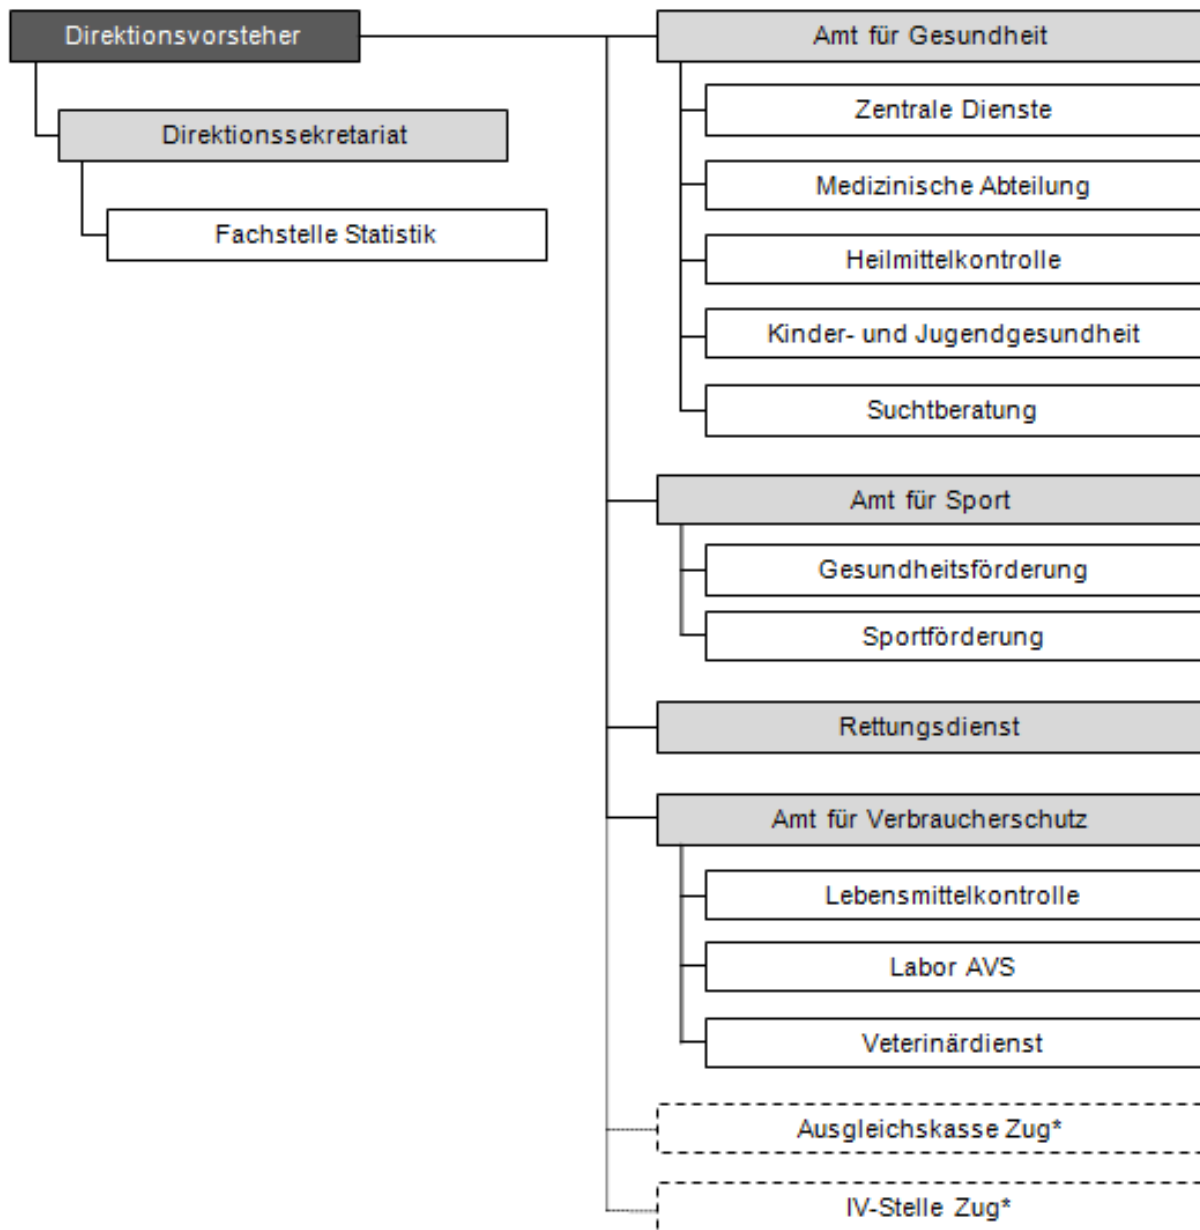 Direktionsvorsteher
Direktionssekretariat
Fachstelle Statistik
Amt für Gesundheit
Zentrale Dienste
Medizinische Abteilung
Heilmittelkontrolle
Kinder- und Jugendgesundheit
Suchtberatung
Amt für Sport
Gesundheitsförderung
Sportförderung
Rettungsdienst
Amt für Verbraucherschutz
Lebensmittelkontrolle
Labor AVS
Veterinärdienst
Ausgleichskasse Zug*
IV-Stelle Zug*